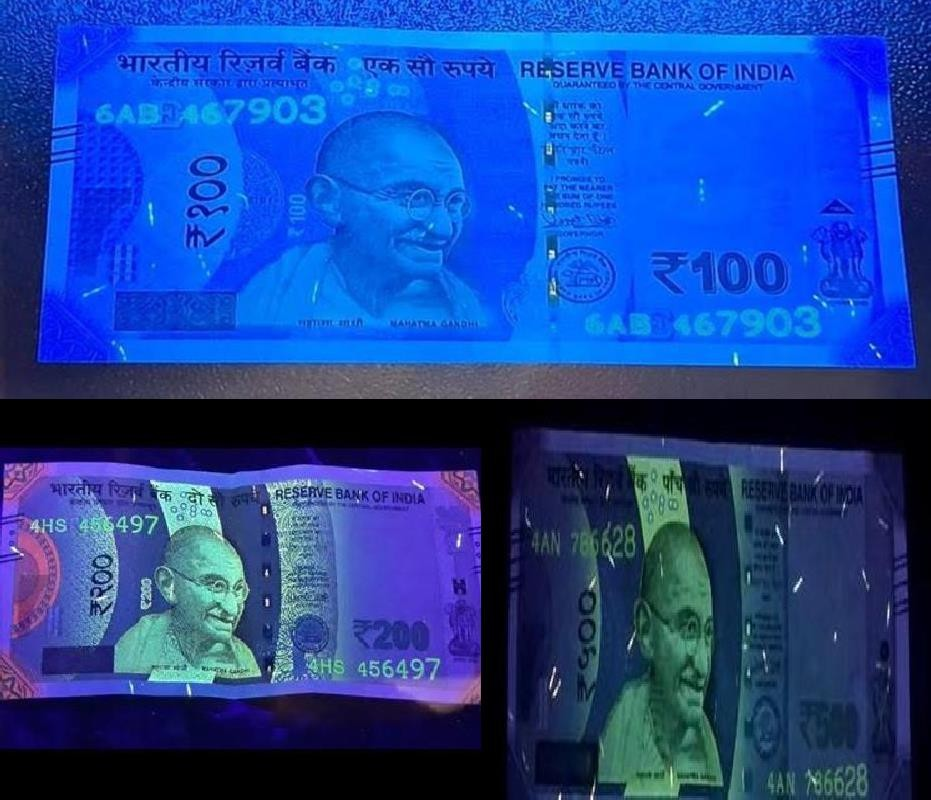 भारतीय रिज़र्व बैंक एक सौ रुपये RESERVE BANK OF INDIA
केन्द्रीय सरकार द्वारा प्रत्याभूत GUARANTEED BY THE CENTRAL GOVERNMENT
6AB 467903
₹१००
₹100
I PROMISE TO
PAY THE BEARER
THE SUM OF ONE
HUNDRED RUPEES
GOVERNOR
₹100
महात्मा गांधी MAHATMA GANDHI
6AB 467903
भारतीय रिज़र्व बैंक दो सौ रुपये RESERVE BANK OF INDIA
4HS 456497
₹२००
₹200
₹200
MAHATMA GANDHI
4HS 456497
भारतीय रिज़र्व बैंक पाँच सौ रुपये RESERVE BANK OF INDIA
4AN 786628
₹५००
₹500
4AN 786628